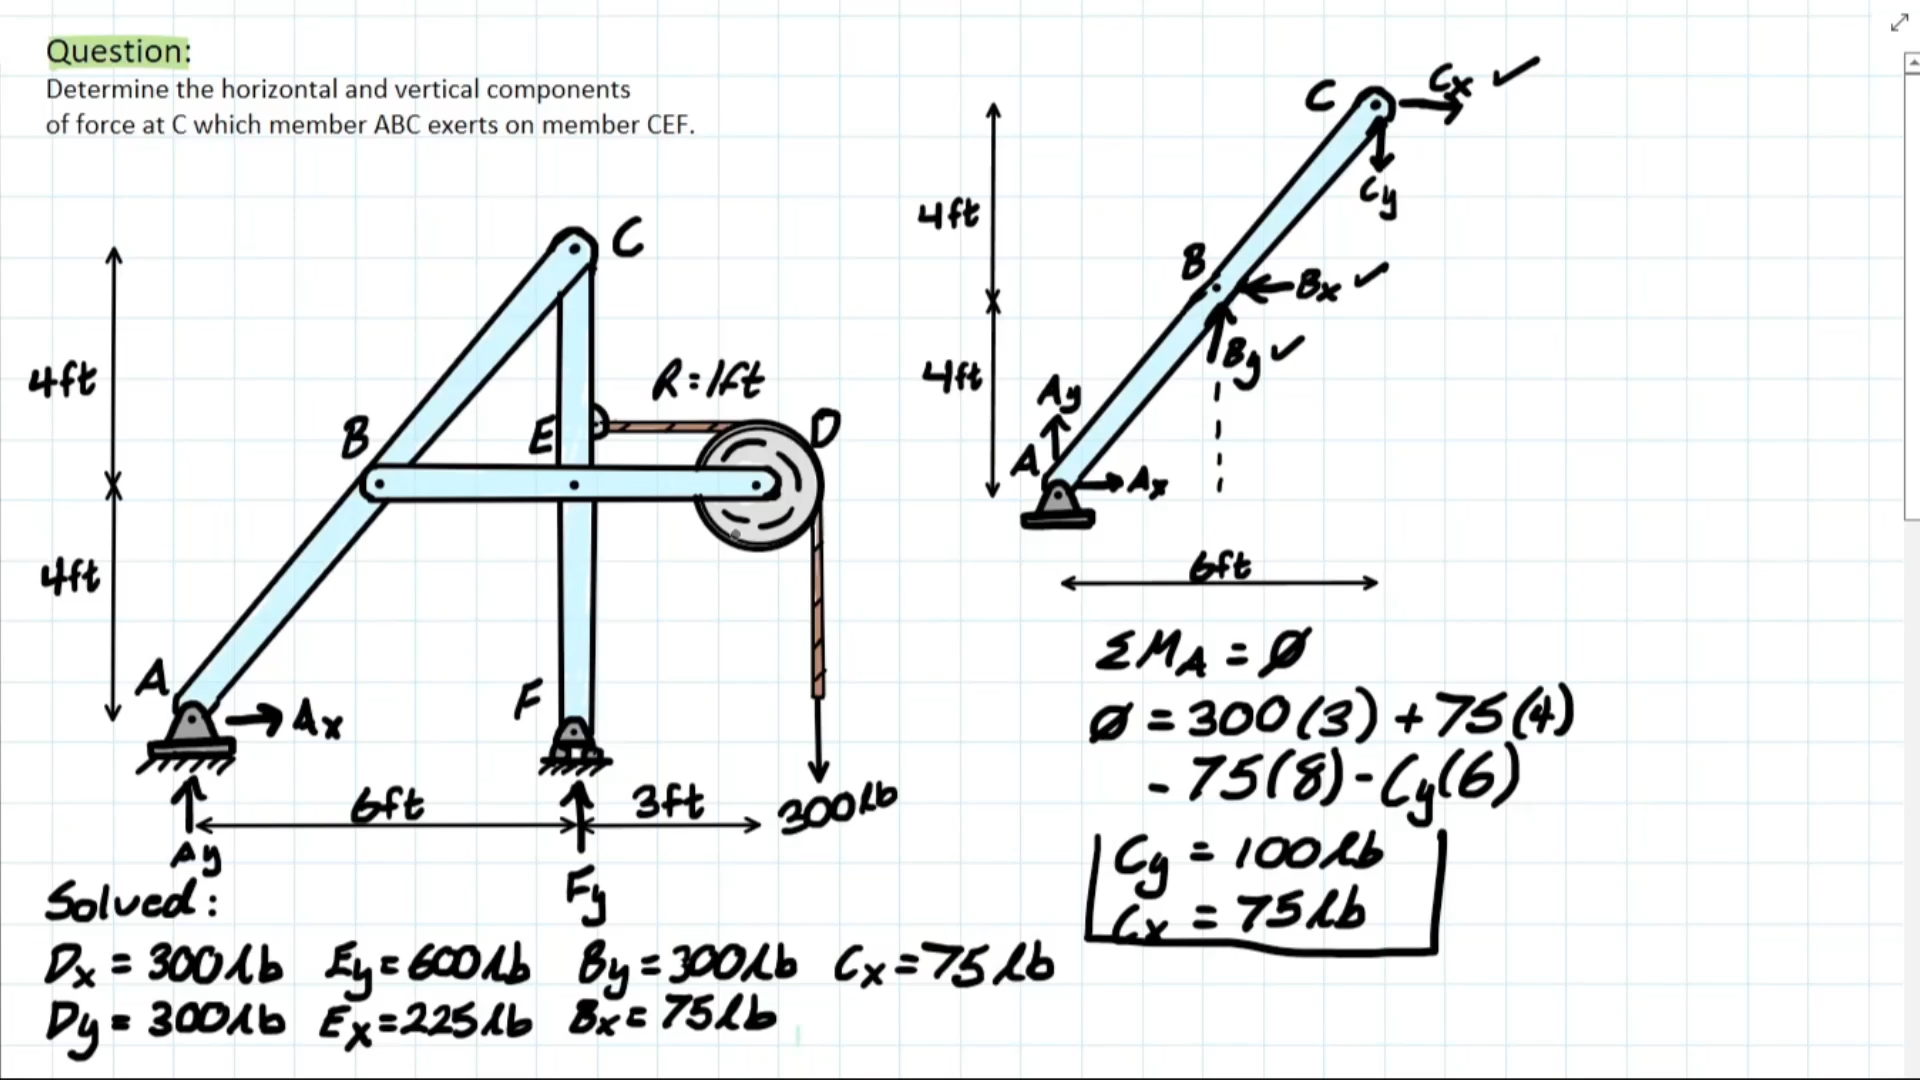 Question:
Determine the horizontal and vertical components
of force at C which member ABC exerts on member CEF.
C
4ft
R = 1ft
B
E
D
4ft
A
F
Ax
6ft
3ft
300lb
Ay
Fy
Solved:
Dx = 300lb Ey = 600lb By = 300lb Cx = 75lb
Dy = 300lb Ex = 225lb Bx = 75lb
C
Cx ✓
Cy
4ft
B
Bx ✓
By ✓
4ft
Ay
A
Ax
6ft
ΣMA = Ø
Ø = 300(3) + 75(4)
- 75(8) - Cy(6)
Cy = 100lb
Cx = 75lb